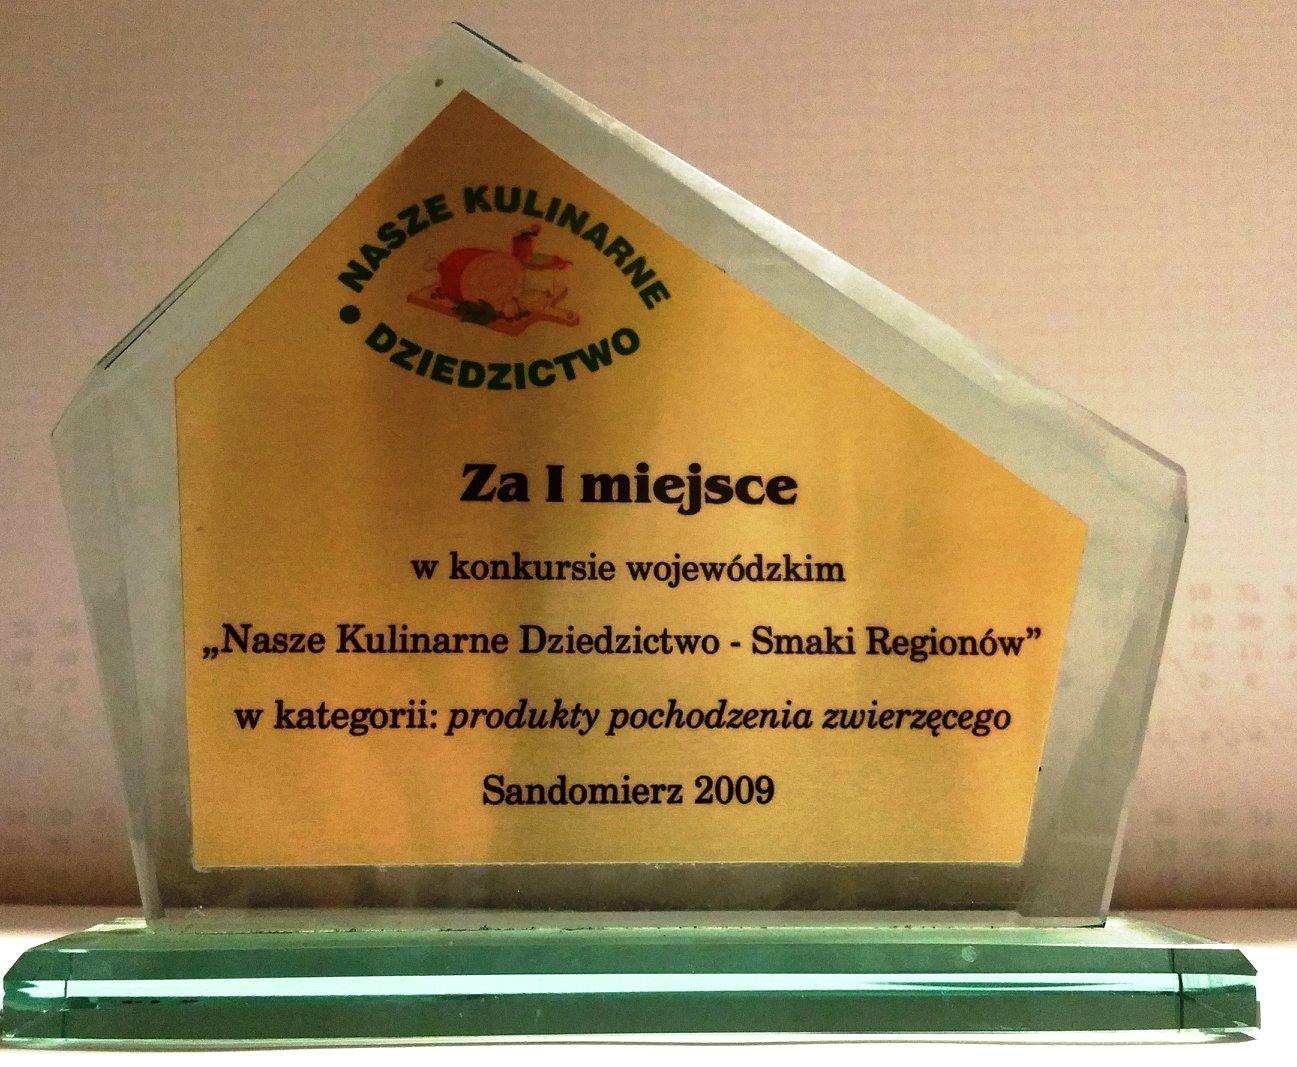 NASZE KULINARNE
• DZIEDZICTWO
Za I miejsce
w konkursie wojewódzkim
„Nasze Kulinarne Dziedzictwo - Smaki Regionów”
w kategorii: produkty pochodzenia zwierzęcego
Sandomierz 2009